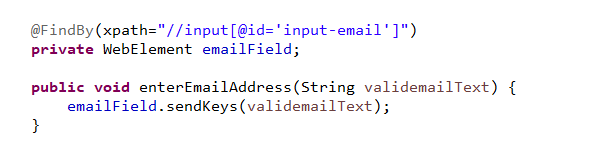 @FindBy(xpath="//input[@id='input-email']")
private WebElement emailField;
public void enterEmailAddress(String validemailText) {
emailField.sendKeys(validemailText);
}